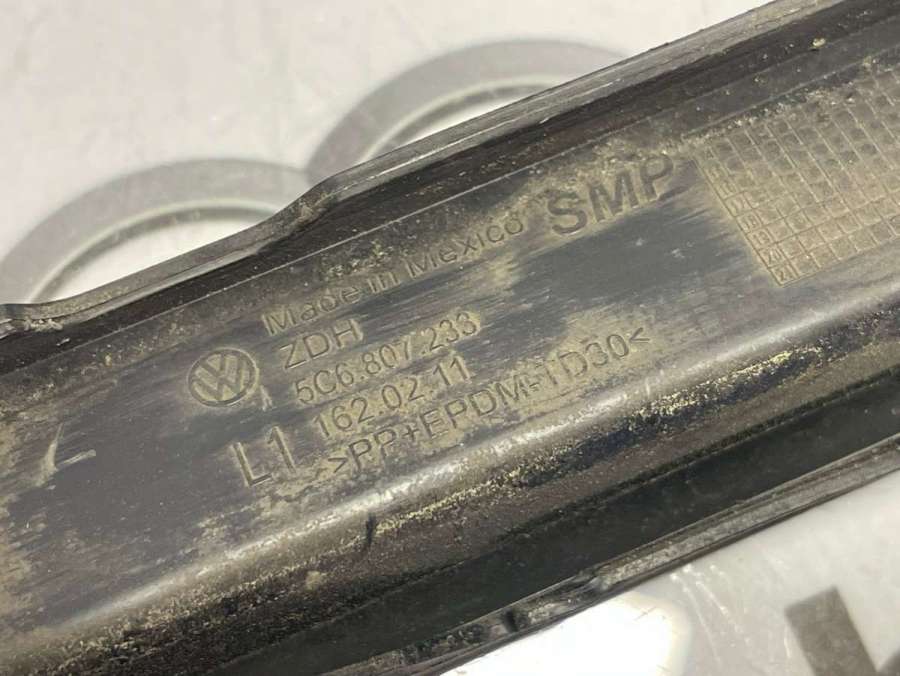 Made in Mexico SMP
ZDH
5C6.807.233
162.02.11
L1 >PP+EPDM-TD30<